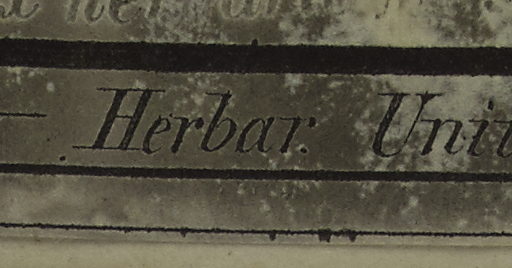 — Herbar. Unit